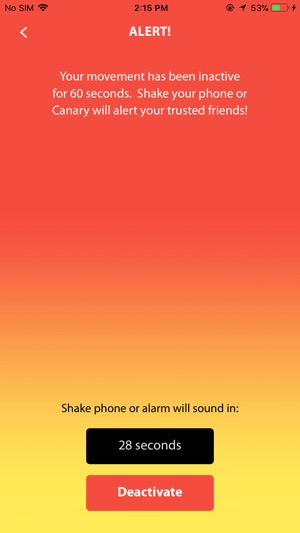 No SIM 2:15 PM 53%
ALERT!
Your movement has been inactive
for 60 seconds. Shake your phone or
Canary will alert your trusted friends!
Shake phone or alarm will sound in:
28 seconds
Deactivate